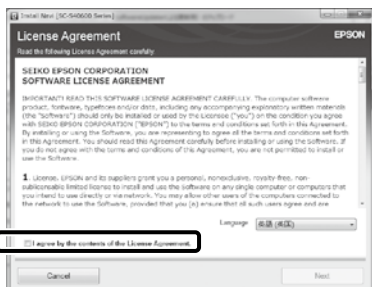 Install Navi [SC-S40600 Series]
License Agreement
EPSON
Read the following License Agreement carefully
SEIKO EPSON CORPORATION
SOFTWARE LICENSE AGREEMENT
IMPORTANT! READ THIS SOFTWARE LICENSE AGREEMENT CAREFULLY. The computer software
product, fontware, typefaces and/or data, including any accompanying explanatory written materials
(the "Software") should only be installed or used by the Licensee ("you") on the condition you agree
with SEIKO EPSON CORPORATION ("EPSON") to the terms and conditions set forth in this Agreement.
By installing or using the Software, you are representing to agree all the terms and conditions set forth
in this Agreement. You should read this Agreement carefully before installing or using the Software. If
you do not agree with the terms and conditions of this Agreement, you are not permitted to install or
use the Software.
1. License. EPSON and its suppliers grant you a personal, nonexclusive, royalty-free, non-
sublicensable limited license to install and use the Software on any single computer or computers that
you intend to use directly or via network. You may allow other users of the computers connected to
the network to use the Software, provided that you (a) ensure that all such users agree and are
Language
I agree by the contents of the License Agreement.
Cancel
Next